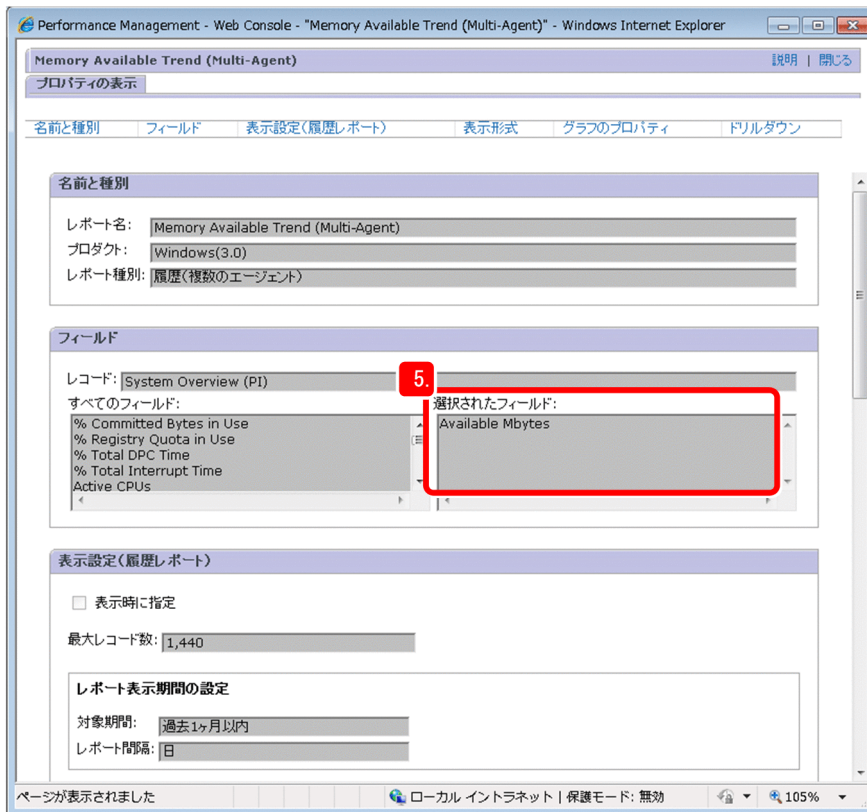 Performance Management - Web Console - "Memory Available Trend (Multi-Agent)" - Windows Internet Explorer
Memory Available Trend (Multi-Agent) 説明 | 閉じる
プロパティの表示
名前と種別 フィールド 表示設定(履歴レポート) 表示形式 グラフのプロパティ ドリルダウン
名前と種別
レポート名: Memory Available Trend (Multi-Agent)
プロダクト: Windows(3.0)
レポート種別: 履歴(複数のエージェント)
フィールド
レコード: System Overview (PI)
5.
すべてのフィールド: 選択されたフィールド:
% Committed Bytes in Use Available Mbytes
% Registry Quota in Use
% Total DPC Time
% Total Interrupt Time
Active CPUs
表示設定(履歴レポート)
表示時に指定
最大レコード数: 1,440
レポート表示期間の設定
対象期間: 過去1ヶ月以内
レポート間隔: 日
ページが表示されました ローカル イントラネット | 保護モード: 無効 105%